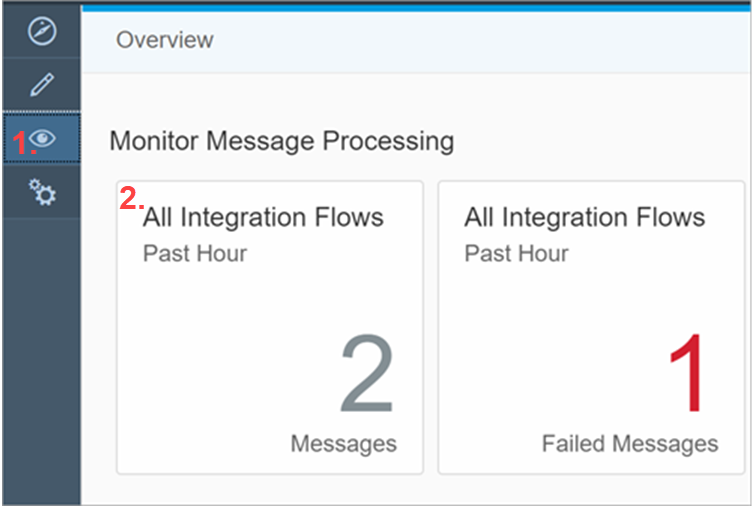 Overview
1.
Monitor Message Processing
2.
All Integration Flows
Past Hour
2
Messages
All Integration Flows
Past Hour
1
Failed Messages